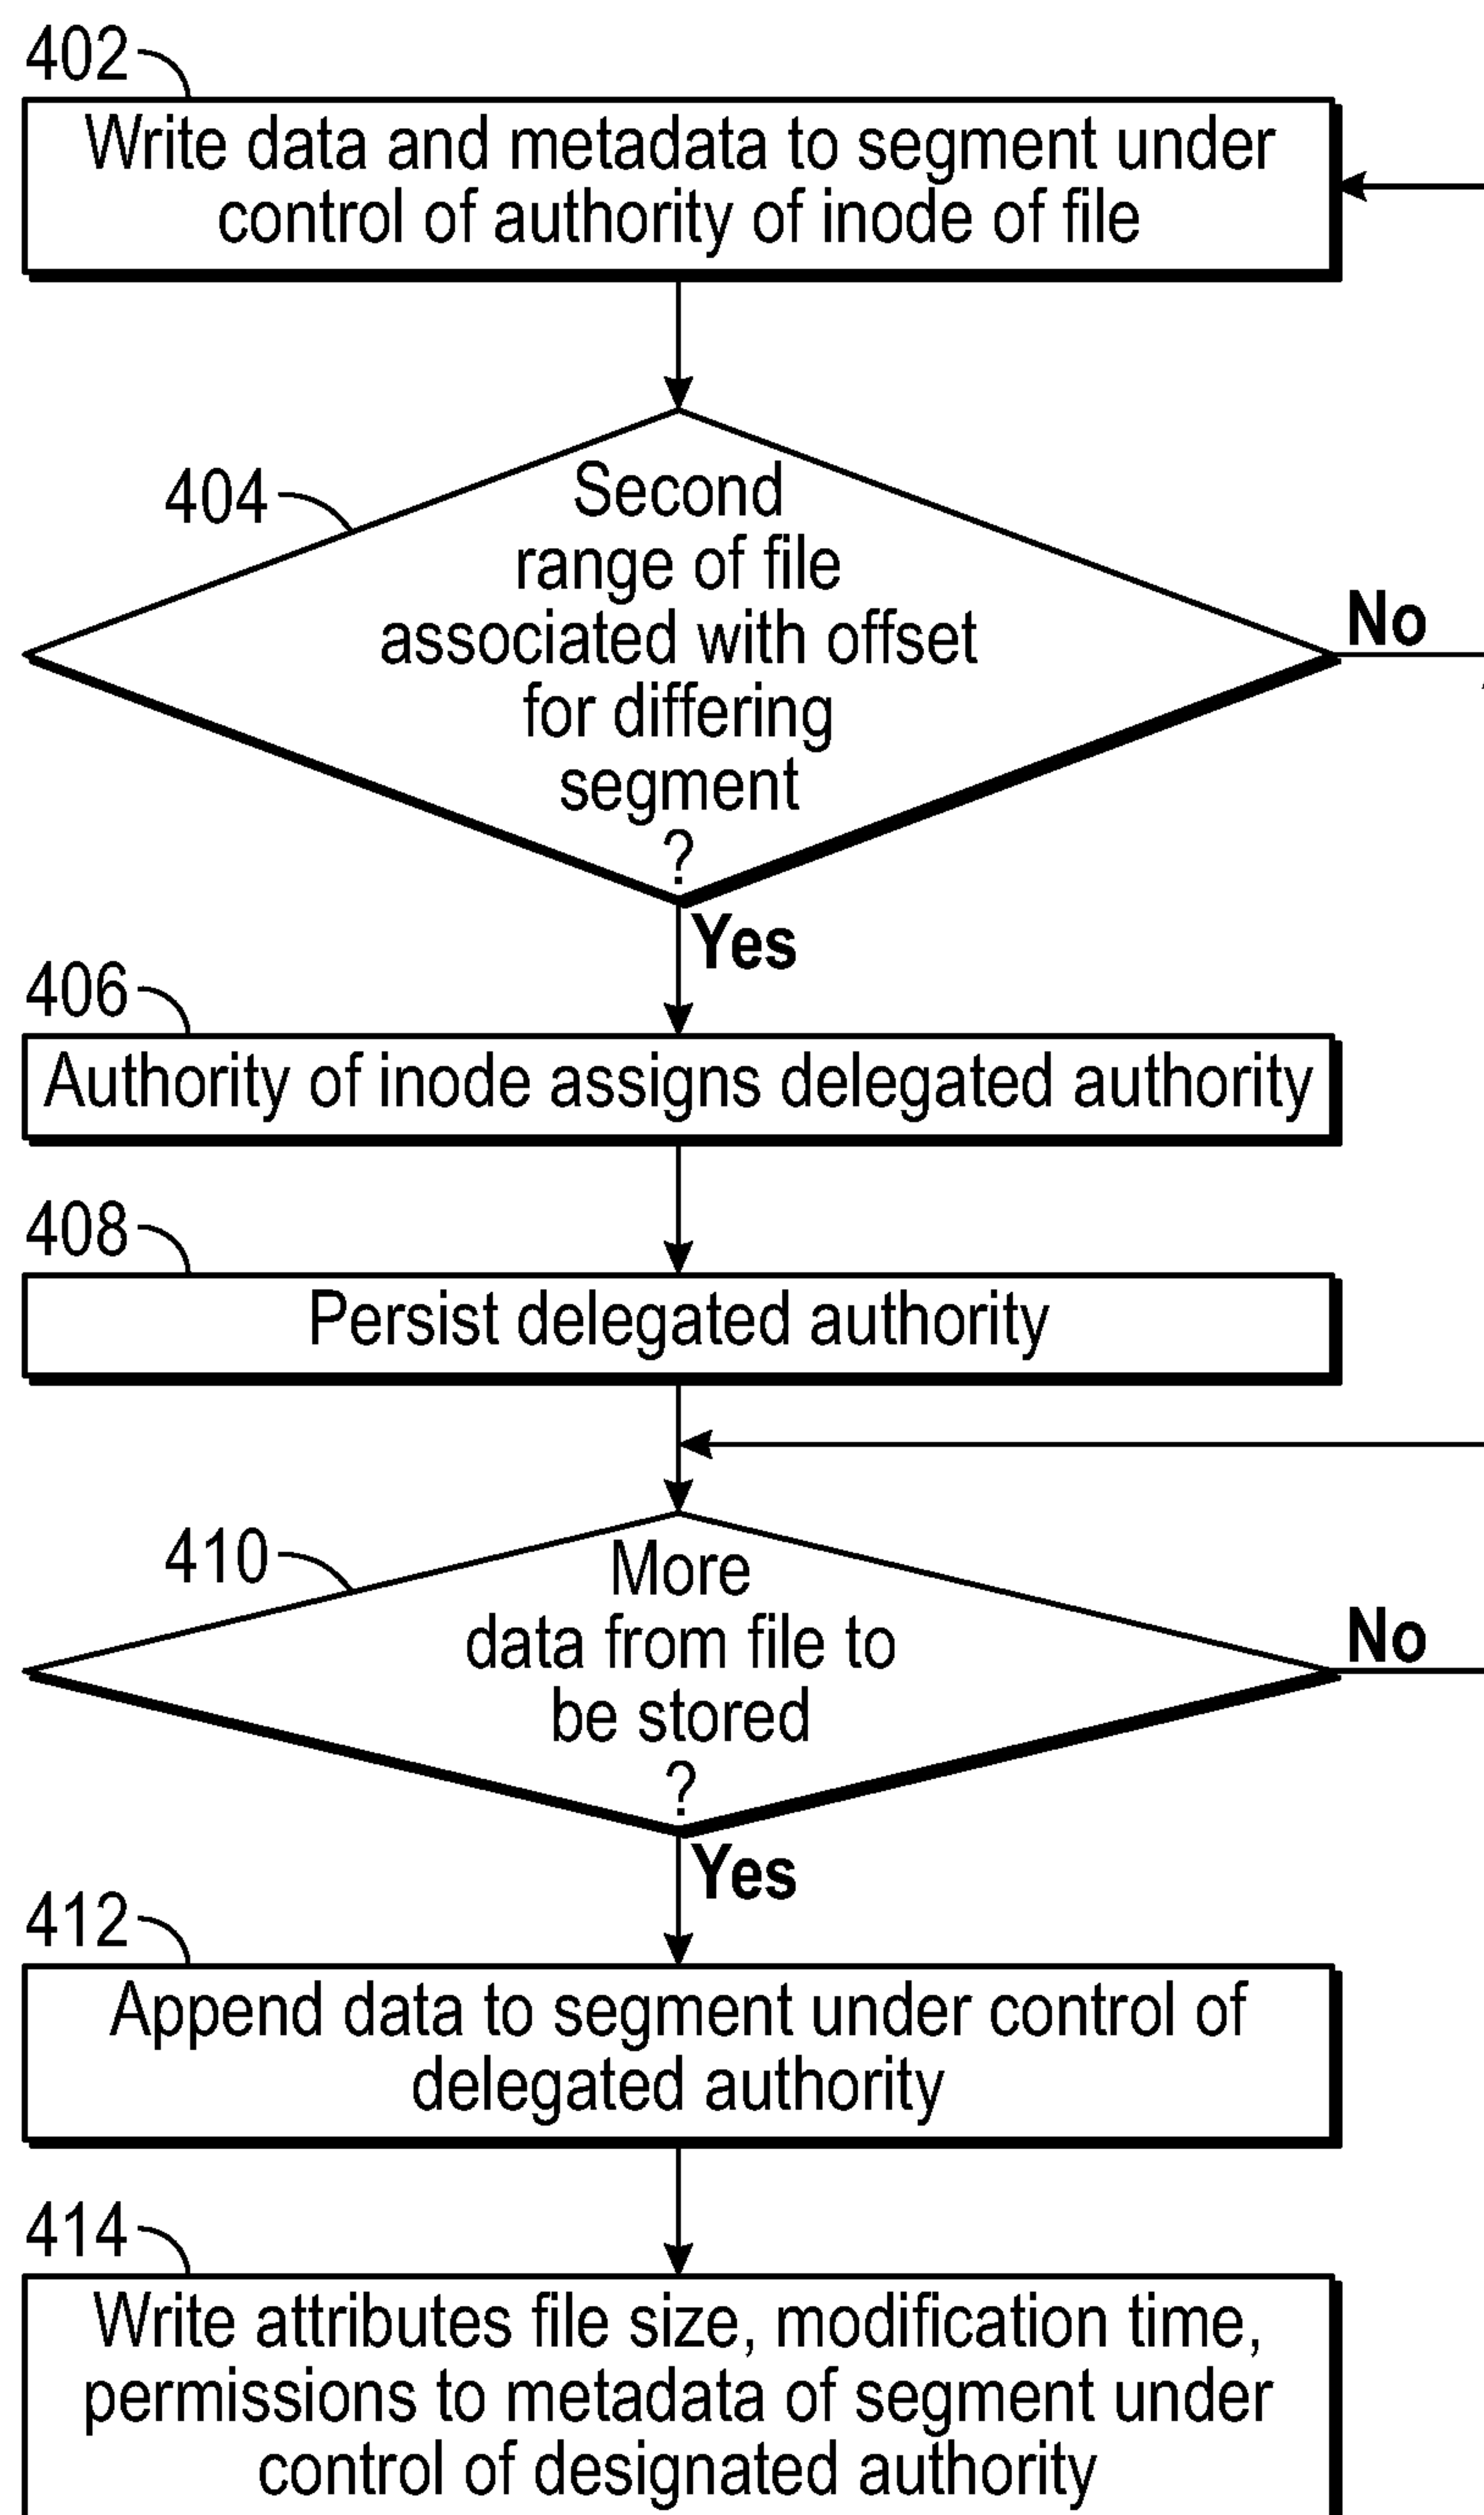 402
Write data and metadata to segment under
control of authority of inode of file
404
Second
range of file
associated with offset
for differing
segment
?
No
Yes
406
Authority of inode assigns delegated authority
408
Persist delegated authority
410
More
data from file to
be stored
?
No
Yes
412
Append data to segment under control of
delegated authority
414
Write attributes file size, modification time,
permissions to metadata of segment under
control of designated authority